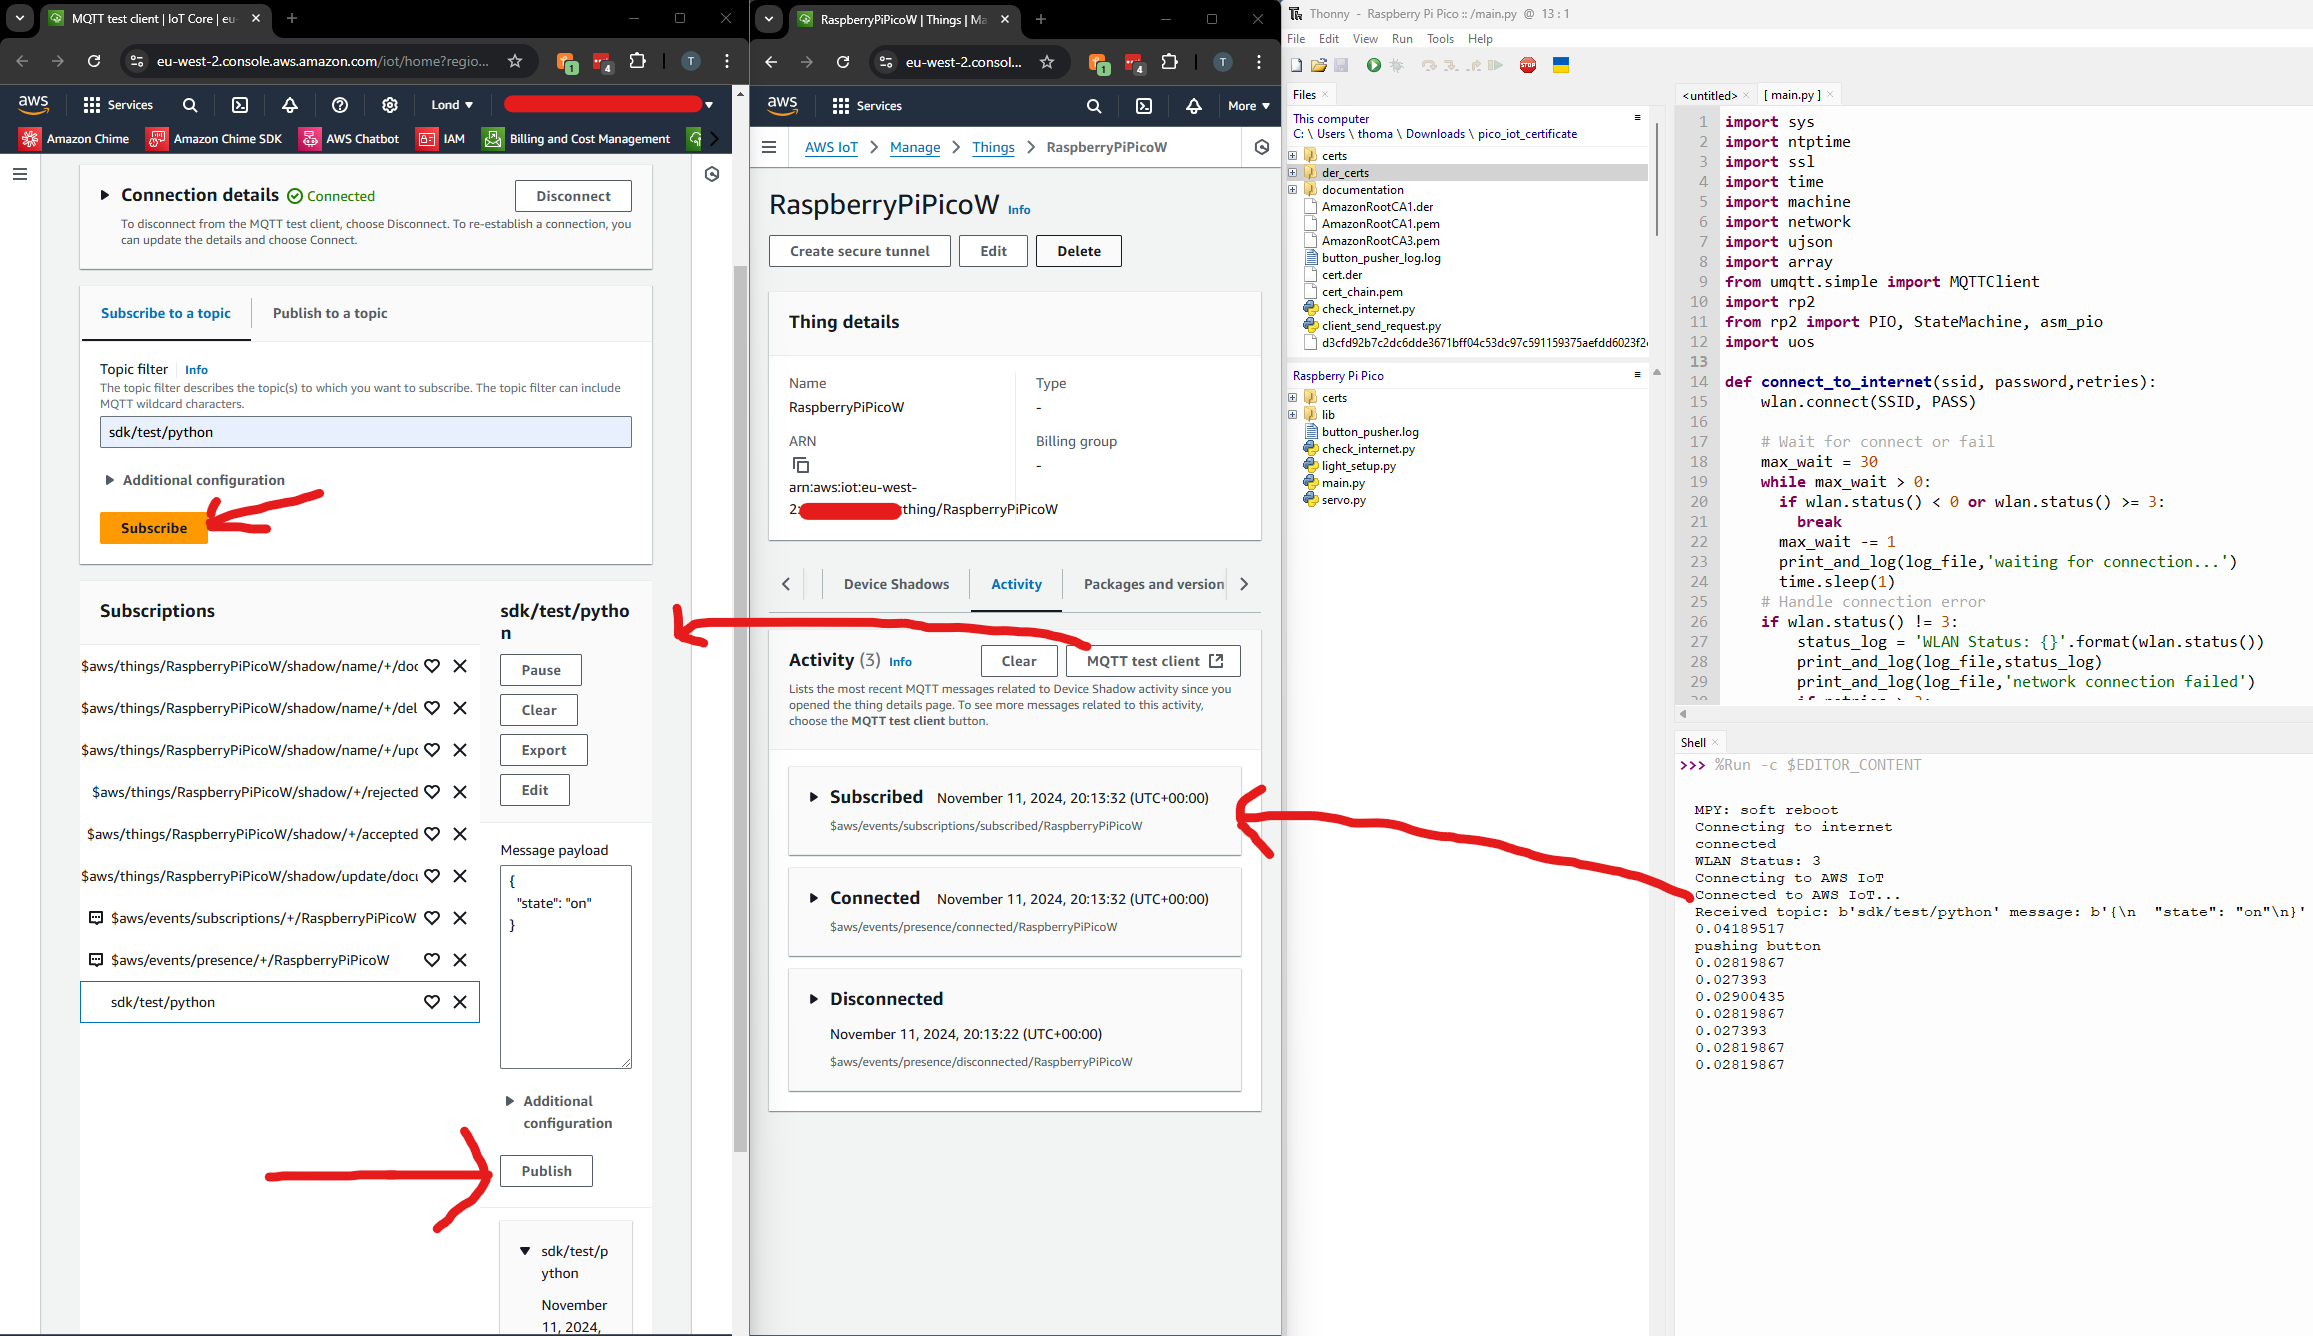 MQTT test client | IoT Core | eu-
eu-west-2.console.aws.amazon.com/iot/home?regio...
1
4
T
aws
Services
Lond
Amazon Chime
Amazon Chime SDK
AWS Chatbot
IAM
Billing and Cost Management
Connection details
Connected
Disconnect
To disconnect from the MQTT test client, choose Disconnect. To re-establish a connection, you
can update the details and choose Connect.
Subscribe to a topic
Publish to a topic
Topic filter
Info
The topic filter describes the topic(s) to which you want to subscribe. The topic filter can include
MQTT wildcard characters.
sdk/test/python
Additional configuration
Subscribe
Subscriptions
$aws/things/RaspberryPiPicoW/shadow/name/+/doc
$aws/things/RaspberryPiPicoW/shadow/name/+/del
$aws/things/RaspberryPiPicoW/shadow/name/+/upd
$aws/things/RaspberryPiPicoW/shadow/+/rejected
$aws/things/RaspberryPiPicoW/shadow/+/accepted
$aws/things/RaspberryPiPicoW/shadow/update/docu
$aws/events/subscriptions/+/RaspberryPiPicoW
$aws/events/presence/+/RaspberryPiPicoW
sdk/test/python
sdk/test/pytho
n
Pause
Clear
Export
Edit
Message payload
{
"state": "on"
}
Additional
configuration
Publish
sdk/test/p
ython
November
11, 2024,
RaspberryPiPicoW | Things | Ma
eu-west-2.consol...
1
4
T
aws
Services
More
AWS IoT
Manage
Things
RaspberryPiPicoW
RaspberryPiPicoW Info
Create secure tunnel
Edit
Delete
Thing details
Name
RaspberryPiPicoW
Type
-
ARN
arn:aws:iot:eu-west-
2: :thing/RaspberryPiPicoW
Billing group
-
Device Shadows
Activity
Packages and version
Activity (3) Info
Clear
MQTT test client
Lists the most recent MQTT messages related to Device Shadow activity since you
opened the thing details page. To see more messages related to this activity,
choose the MQTT test client button.
Subscribed November 11, 2024, 20:13:32 (UTC+00:00)
$aws/events/subscriptions/subscribed/RaspberryPiPicoW
Connected November 11, 2024, 20:13:32 (UTC+00:00)
$aws/events/presence/connected/RaspberryPiPicoW
Disconnected
November 11, 2024, 20:13:22 (UTC+00:00)
$aws/events/presence/disconnected/RaspberryPiPicoW
Thonny - Raspberry Pi Pico :: /main.py @ 13 : 1
File Edit View Run Tools Help
STOP
Files
This computer
C: \ Users \ thoma \ Downloads \ pico_iot_certificate
certs
der_certs
documentation
AmazonRootCA1.der
AmazonRootCA1.pem
AmazonRootCA3.pem
button_pusher_log.log
cert.der
cert_chain.pem
check_internet.py
client_send_request.py
d3cfd92b7c2dc6dde3671bff04c53dc97c591159375aefdd6023f2
Raspberry Pi Pico
certs
lib
button_pusher.log
check_internet.py
light_setup.py
main.py
servo.py
<untitled>
[ main.py ]
1 import sys
2 import ntptime
3 import ssl
4 import time
5 import machine
6 import network
7 import ujson
8 import array
9 from umqtt.simple import MQTTClient
10 import rp2
11 from rp2 import PIO, StateMachine, asm_pio
12 import uos
13
14 def connect_to_internet(ssid, password,retries):
15 wlan.connect(SSID, PASS)
16
17 # Wait for connect or fail
18 max_wait = 30
19 while max_wait > 0:
20 if wlan.status() < 0 or wlan.status() >= 3:
21 break
22 max_wait -= 1
23 print_and_log(log_file,'waiting for connection...')
24 time.sleep(1)
25 # Handle connection error
26 if wlan.status() != 3:
27 status_log = 'WLAN Status: {}'.format(wlan.status())
28 print_and_log(log_file,status_log)
29 print_and_log(log_file,'network connection failed')
Shell
>>> %Run -c $EDITOR_CONTENT
MPY: soft reboot
Connecting to internet
connected
WLAN Status: 3
Connecting to AWS IoT
Connected to AWS IoT...
Received topic: b'sdk/test/python' message: b'{\n  "state": "on"\n}'
0.04189517
pushing button
0.02819867
0.027393
0.02900435
0.02819867
0.027393
0.02819867
0.02819867